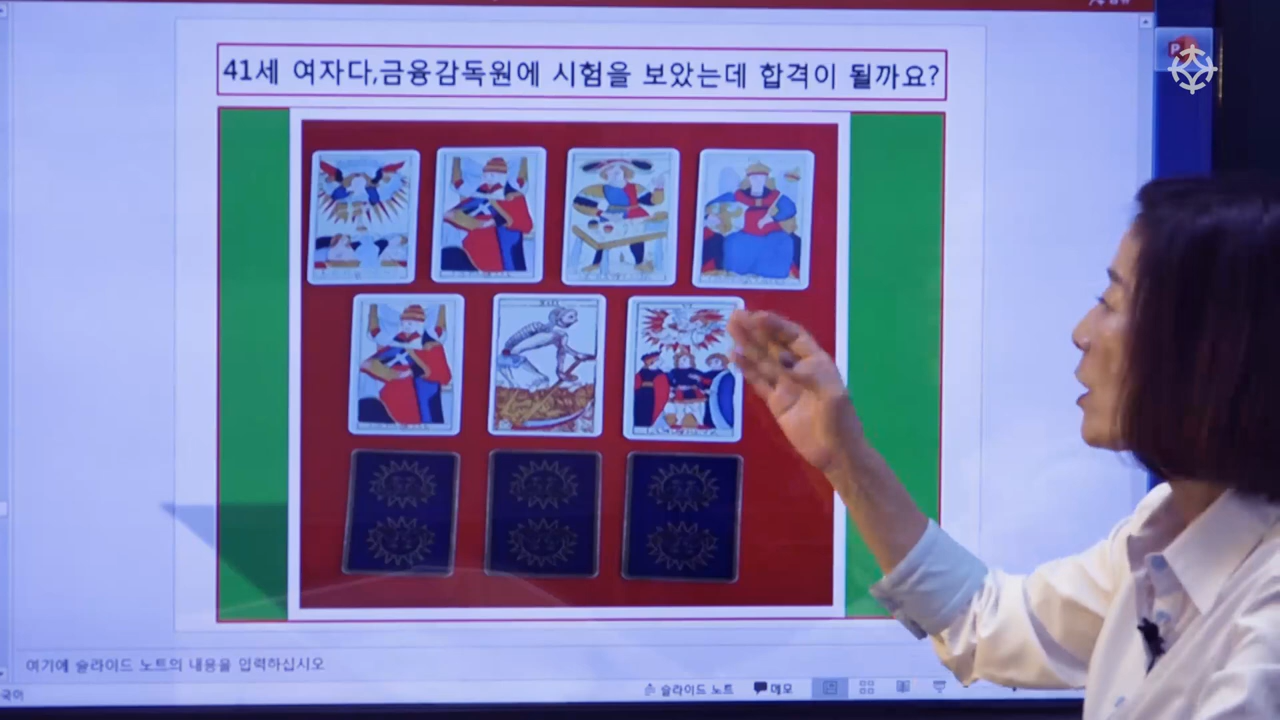 41세 여자다,금융감독원에 시험을 보았는데 합격이 될까요?
여기에 슬라이드 노트의 내용을 입력하십시오
국어
슬라이드 노트
메모